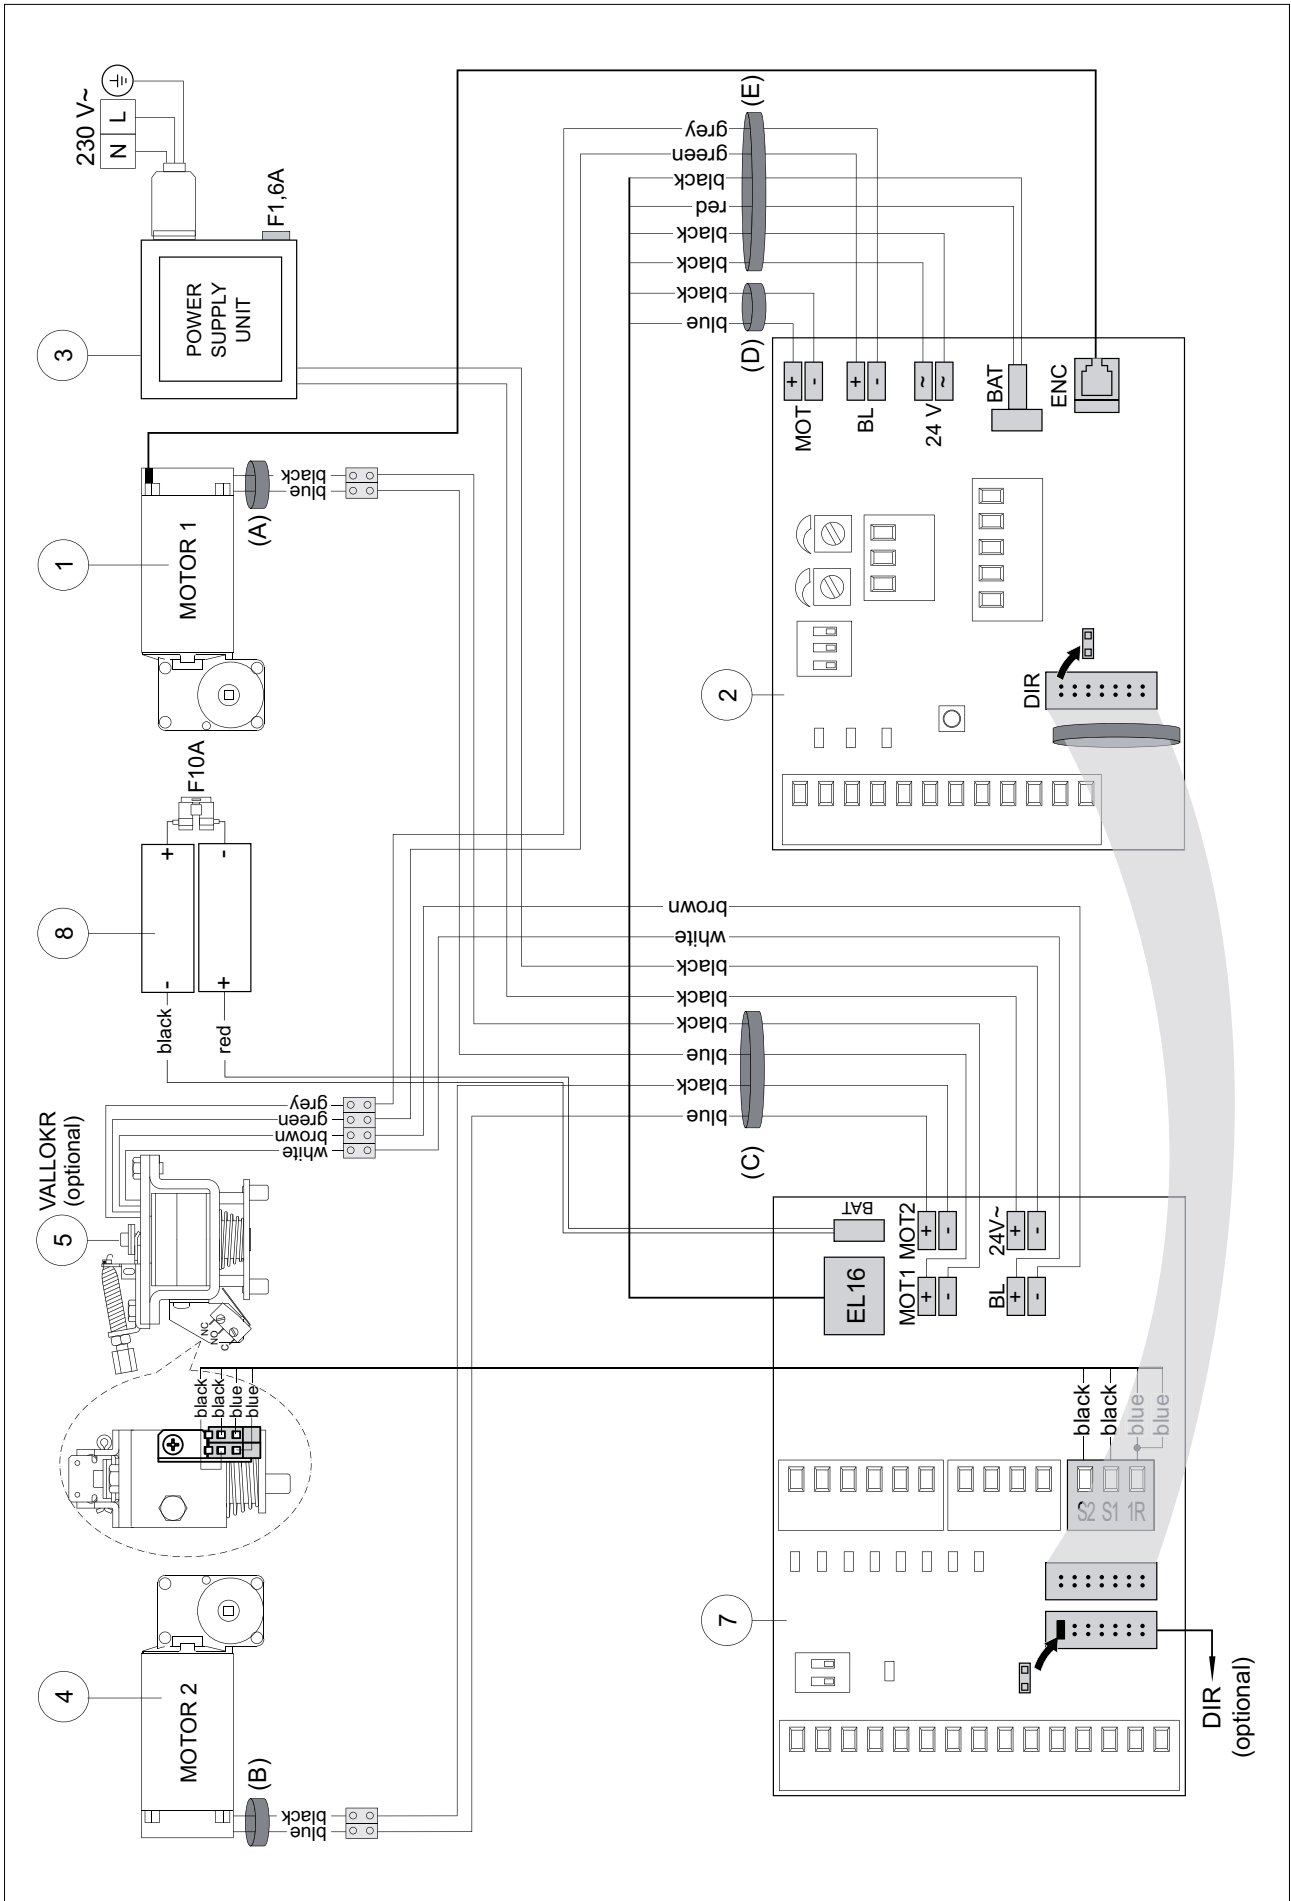 230 V~
N
L
F1,6A
3
POWER
SUPPLY
UNIT
1
MOTOR 1
(A)
black
blue
F10A
8
+
-
-
+
black
red
5
VALLOKR
(optional)
grey
green
brown
white
NC
NO
C
black
black
blue
blue
4
MOTOR 2
(B)
black
blue
(E)
grey
green
black
red
black
black
black
blue
(D)
MOT
+
-
BL
+
-
24 V
~
~
BAT
ENC
2
DIR
brown
white
black
black
black
blue
black
blue
(C)
BAT
EL16
MOT1
MOT2
+
-
+
-
BL
24V~
+
-
+
-
black
black
blue
blue
S2
S1
1R
7
DIR
(optional)